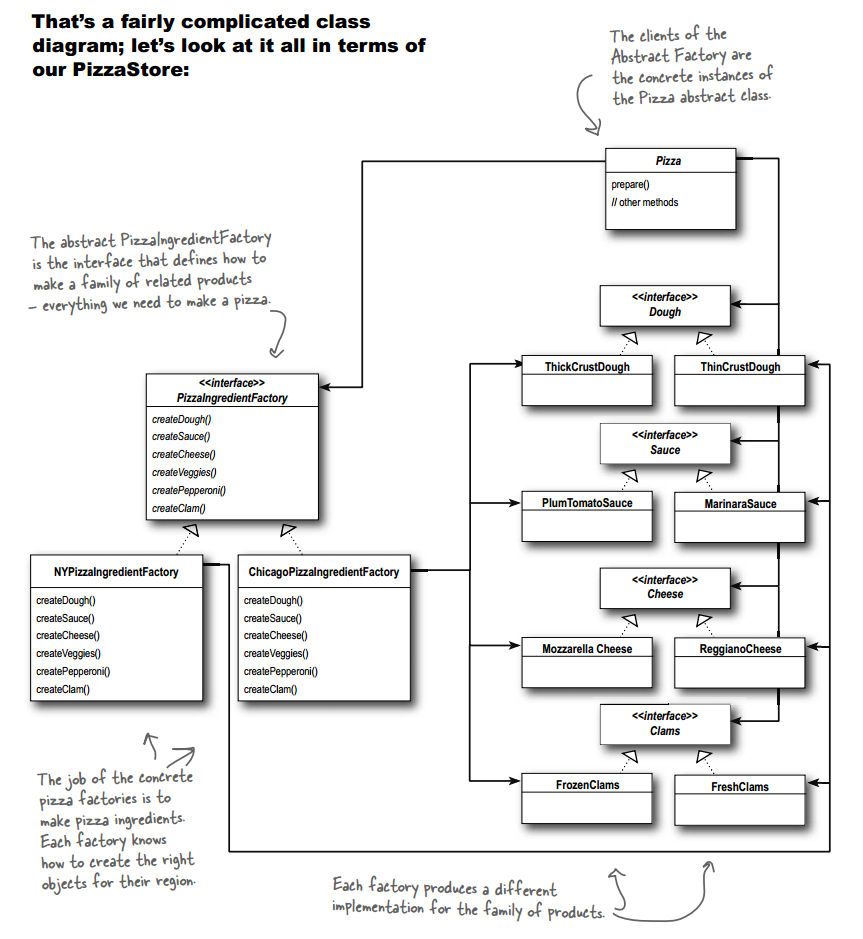 That's a fairly complicated class
diagram; let's look at it all in terms of
our PizzaStore:
The clients of the
Abstract Factory are
the concrete instances of
the Pizza abstract class.
Pizza
prepare()
// other methods
The abstract PizzaIngredientFactory
is the interface that defines how to
make a family of related products
– everything we need to make a pizza.
<<interface>>
Dough
ThickCrustDough
ThinCrustDough
<<interface>>
PizzaIngredientFactory
createDough()
createSauce()
createCheese()
createVeggies()
createPepperoni()
createClam()
<<interface>>
Sauce
PlumTomatoSauce
MarinaraSauce
NYPizzaIngredientFactory
createDough()
createSauce()
createCheese()
createVeggies()
createPepperoni()
createClam()
ChicagoPizzaIngredientFactory
createDough()
createSauce()
createCheese()
createVeggies()
createPepperoni()
createClam()
<<interface>>
Cheese
Mozzarella Cheese
ReggianoCheese
<<interface>>
Clams
FrozenClams
FreshClams
The job of the concrete
pizza factories is to
make pizza ingredients.
Each factory knows
how to create the right
objects for their region.
Each factory produces a different
implementation for the family of products.